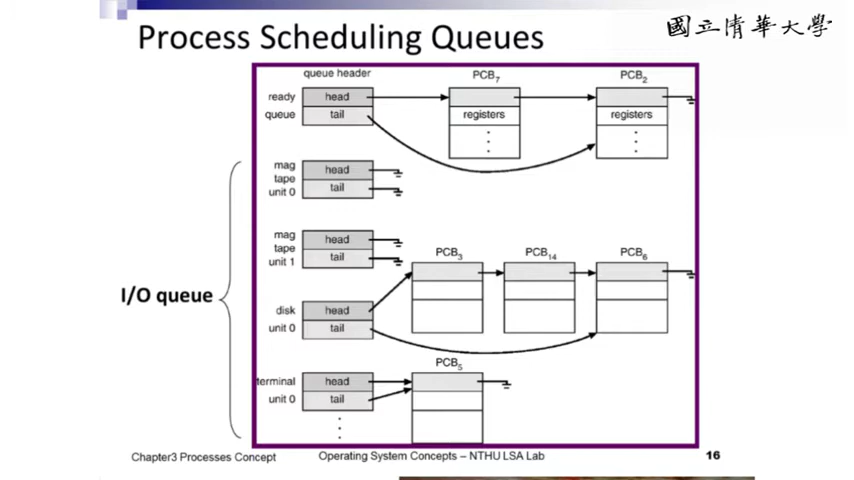 國立清華大學
Process Scheduling Queues
queue header
PCB7
PCB2
ready
queue
head
tail
registers
registers
mag
tape
unit 0
head
tail
mag
tape
unit 1
head
tail
PCB3
PCB14
PCB6
I/O queue
disk
unit 0
head
tail
PCB5
terminal
unit 0
head
tail
Chapter3 Processes Concept
Operating System Concepts – NTHU LSA Lab
16